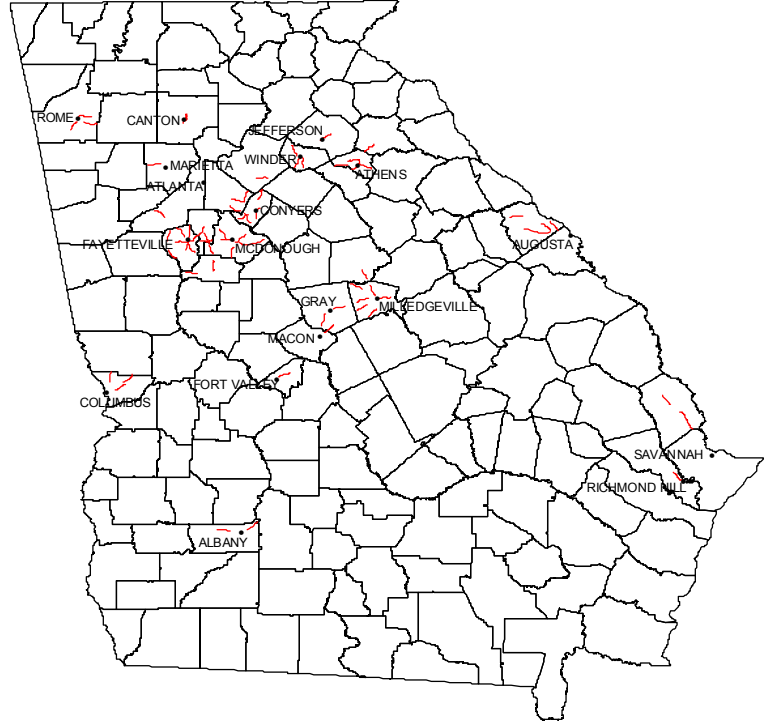 ROME
CANTON
JEFFERSON
WINDER
MARIETTA
ATHENS
ATLANTA
CONYERS
FAYETTEVILLE
MCDONOUGH
AUGUSTA
GRAY
MILLEDGEVILLE
MACON
FORT VALLEY
COLUMBUS
SAVANNAH
RICHMOND HILL
ALBANY